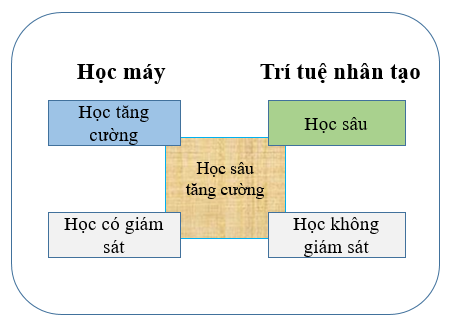 Học máy
Trí tuệ nhân tạo
Học tăng
cường
Học sâu
Học sâu
tăng cường
Học có giám
sát
Học không
giám sát